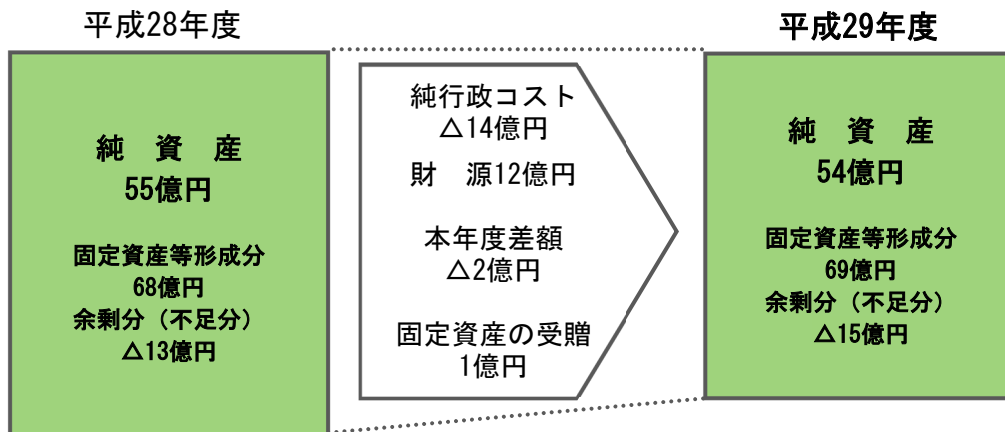 平成28年度
純　資　産
55億円
固定資産等形成分
68億円
余剰分（不足分）
△13億円
純行政コスト
△14億円
財　源12億円
本年度差額
△2億円
固定資産の受贈
1億円
平成29年度
純　資　産
54億円
固定資産等形成分
69億円
余剰分（不足分）
△15億円